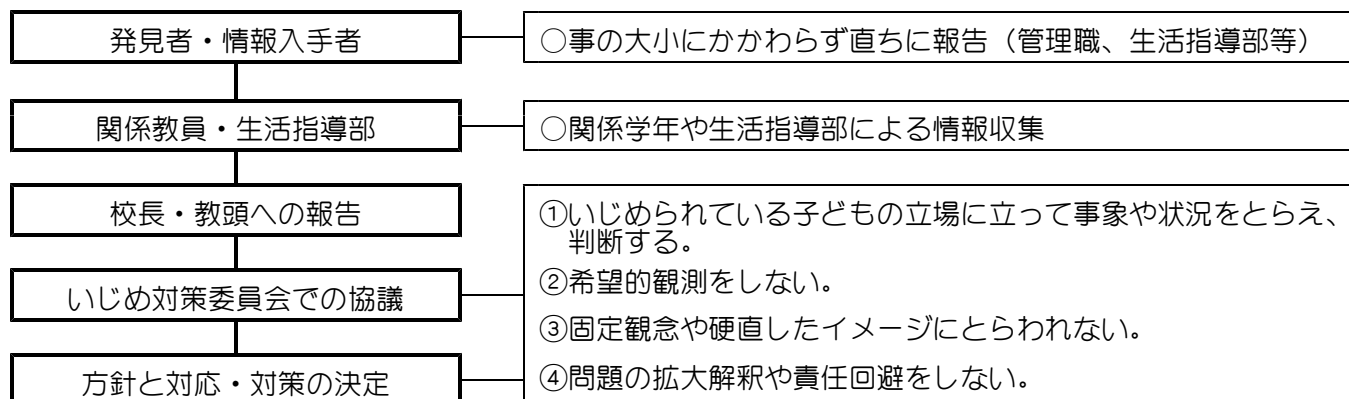 発見者・情報入手者
○事の大小にかかわらず直ちに報告（管理職、生活指導部等）
関係教員・生活指導部
○関係学年や生活指導部による情報収集
校長・教頭への報告
いじめ対策委員会での協議
方針と対応・対策の決定
①いじめられている子どもの立場に立って事象や状況をとらえ、
判断する。
②希望的観測をしない。
③固定観念や硬直したイメージにとらわれない。
④問題の拡大解釈や責任回避をしない。